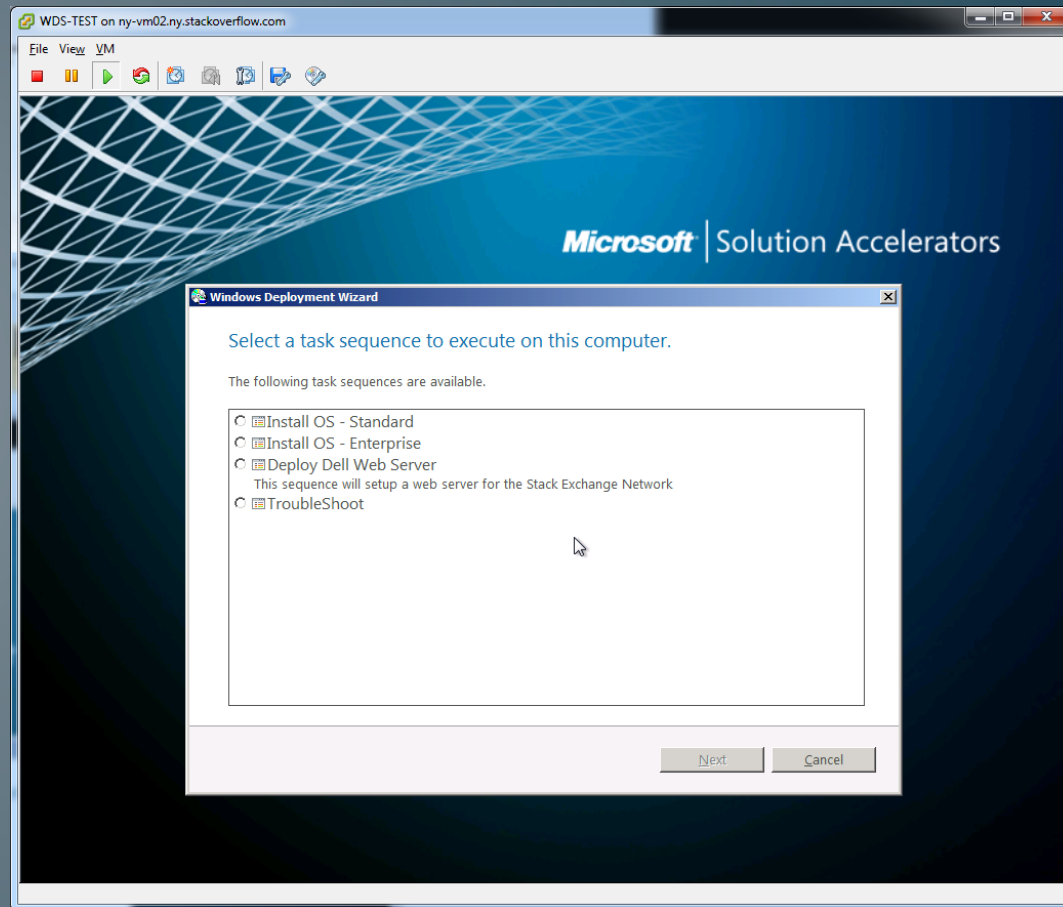 WDS-TEST on ny-vm02.ny.stackoverflow.com
File View VM
Microsoft Solution Accelerators
Windows Deployment Wizard
Select a task sequence to execute on this computer.
The following task sequences are available.
Install OS - Standard
Install OS - Enterprise
Deploy Dell Web Server
This sequence will setup a web server for the Stack Exchange Network
TroubleShoot
Next Cancel